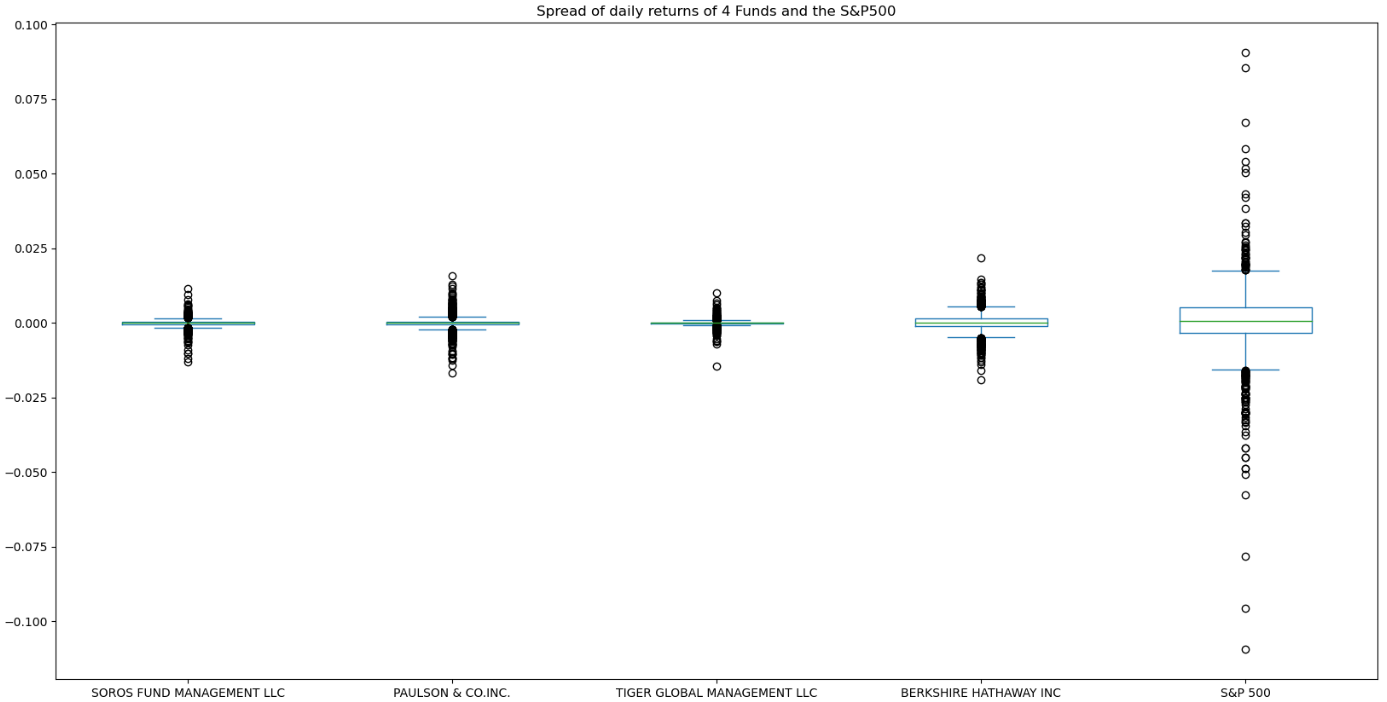 Spread of daily returns of 4 Funds and the S&P500
0.100
0.075
0.050
0.025
0.000
−0.025
−0.050
−0.075
−0.100
SOROS FUND MANAGEMENT LLC
PAULSON & CO.INC.
TIGER GLOBAL MANAGEMENT LLC
BERKSHIRE HATHAWAY INC
S&P 500